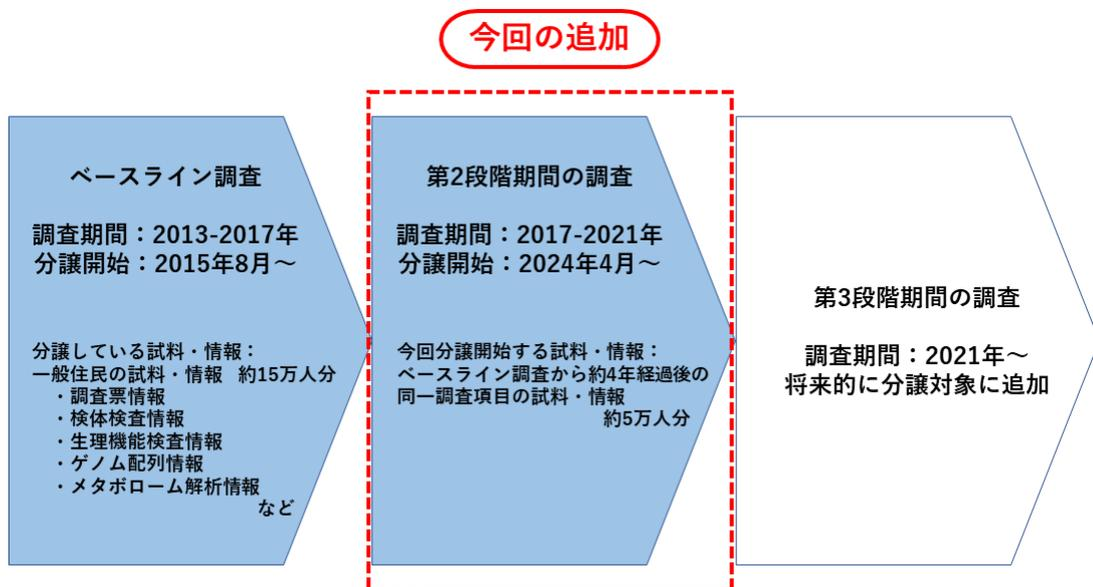 今回の追加
ベースライン調査
調査期間：2013-2017年
分譲開始：2015年8月～
分譲している試料・情報：
一般住民の試料・情報 約15万人分
・調査票情報
・検体検査情報
・生理機能検査情報
・ゲノム配列情報
・メタボローム解析情報
など
第2段階期間の調査
調査期間：2017-2021年
分譲開始：2024年4月～
今回分譲開始する試料・情報：
ベースライン調査から約4年経過後の
同一調査項目の試料・情報
約5万人分
第3段階期間の調査
調査期間：2021年～
将来的に分譲対象に追加